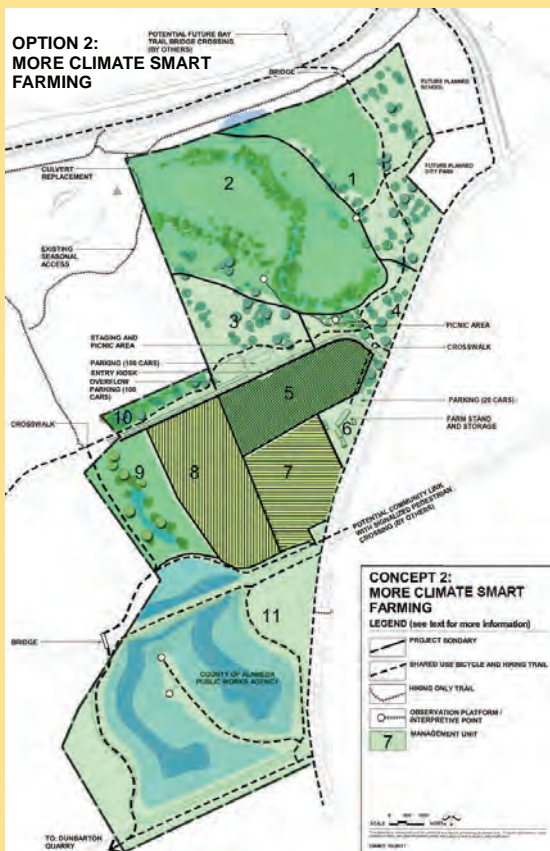 OPTION 2:
MORE CLIMATE SMART
FARMING
POTENTIAL FUTURE BAY
TRAIL BRIDGE CROSSING
(BY OTHERS)
BRIDGE
FUTURE PLANNED
SCHOOL
FUTURE PLANNED
CITY PARK
CULVERT
REPLACEMENT
2
1
EXISTING
SEASONAL
ACCESS
3
4
STAGING AND
PICNIC AREA
PICNIC AREA
PARKING (100 CARS)
CROSSWALK
ENTRY KIOSK
OVERFLOW
PARKING (100
CARS)
5
PARKING (20 CARS)
10
6
FARM STAND
AND STORAGE
CROSSWALK
9
8
7
POTENTIAL COMMUNITY LINK
WITH SIGNALIZED PEDESTRIAN
CROSSING (BY OTHERS)
11
BRIDGE
COUNTY OF ALAMEDA
PUBLIC WORKS AGENCY
TO: DUNBARTON
QUARRY
CONCEPT 2:
MORE CLIMATE SMART
FARMING
LEGEND (see text for more information)
PROJECT BONDARY
SHARED USE BICYCLE AND HIKING TRAIL
HIKING ONLY TRAIL
OBSERVATION PLATFORM /
INTERPRETIVE POINT
7
MANAGEMENT UNIT
SCALE
NORTH